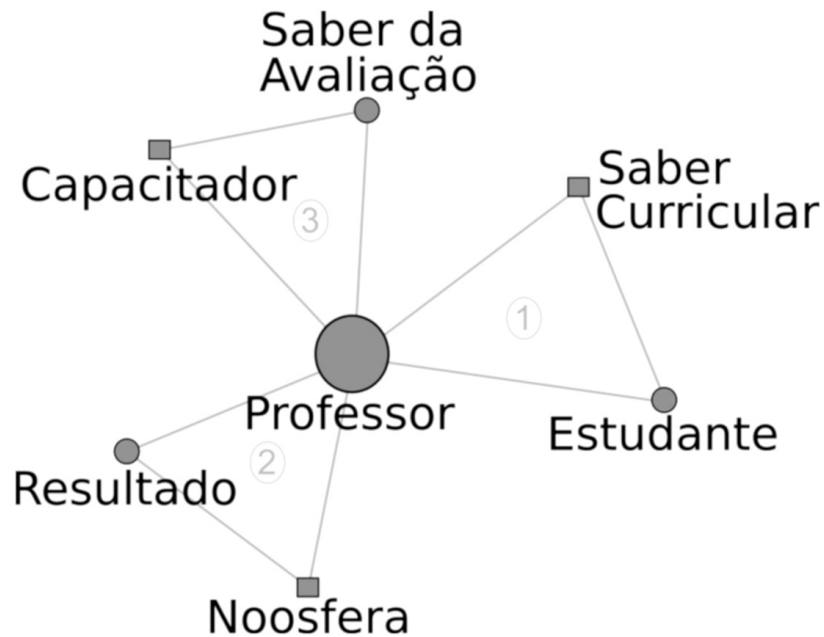 Saber da
Avaliação
Capacitador
Saber
Curricular
3
1
Professor
Estudante
2
Resultado
Noosfera